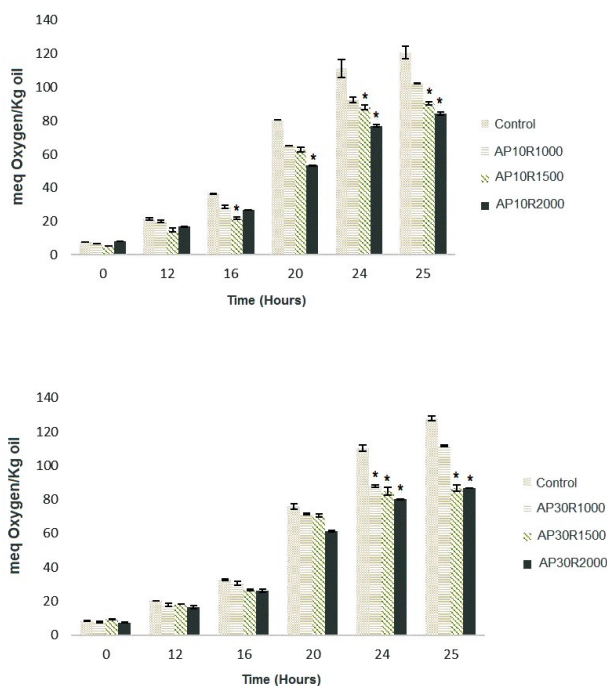 140
120
100
80
60
40
20
0
meq Oxygen/Kg oil
* * * * * *
0 12 16 20 24 25
Time (Hours)
Control
AP10R1000
AP10R1500
AP10R2000
140
120
100
80
60
40
20
0
meq Oxygen/Kg oil
* * * * *
0 12 16 20 24 25
Time (Hours)
Control
AP30R1000
AP30R1500
AP30R2000